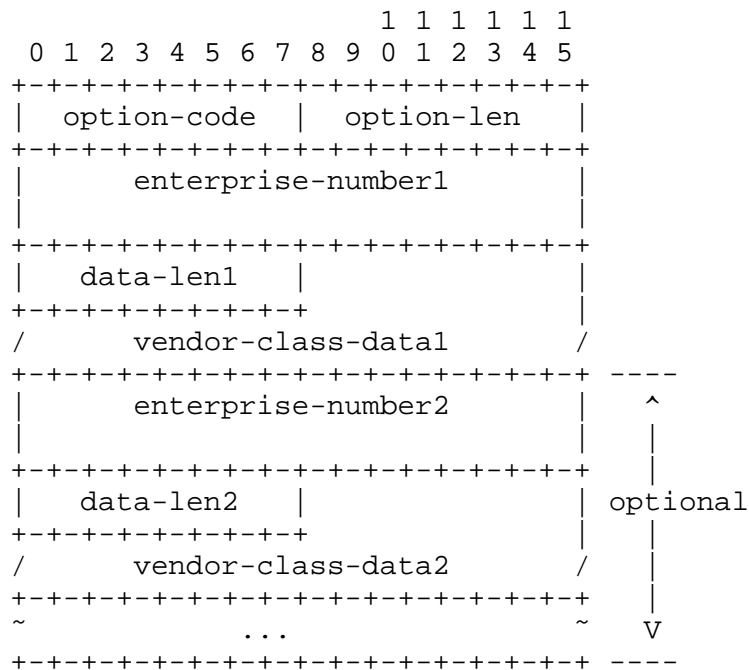 1 1 1 1 1 1
 0 1 2 3 4 5 6 7 8 9 0 1 2 3 4 5
+-+-+-+-+-+-+-+-+-+-+-+-+-+-+-+-+
|  option-code  |  option-len   |
+-+-+-+-+-+-+-+-+-+-+-+-+-+-+-+-+
|      enterprise-number1       |
|                               |
+-+-+-+-+-+-+-+-+-+-+-+-+-+-+-+-+
|   data-len1   |               |
+-+-+-+-+-+-+-+-+               |
/      vendor-class-data1       /
+-+-+-+-+-+-+-+-+-+-+-+-+-+-+-+-+ ----
|      enterprise-number2       |   ^
|                               |   |
+-+-+-+-+-+-+-+-+-+-+-+-+-+-+-+-+   |
|   data-len2   |               | optional
+-+-+-+-+-+-+-+-+               |   |
/      vendor-class-data2       /   |
+-+-+-+-+-+-+-+-+-+-+-+-+-+-+-+-+   |
~            ...                ~   V
+-+-+-+-+-+-+-+-+-+-+-+-+-+-+-+-+ ----